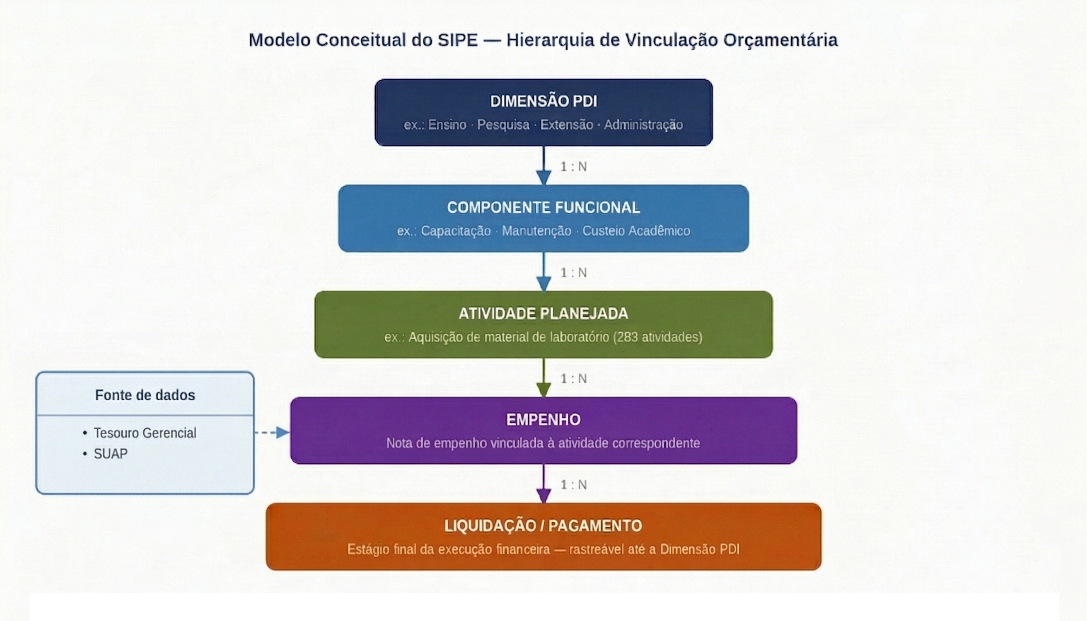 Modelo Conceitual do SIPE — Hierarquia de Vinculação Orçamentária
DIMENSÃO PDI
ex.: Ensino · Pesquisa · Extensão · Administração
1 : N
COMPONENTE FUNCIONAL
ex.: Capacitação · Manutenção · Custeio Acadêmico
1 : N
ATIVIDADE PLANEJADA
ex.: Aquisição de material de laboratório (283 atividades)
1 : N
Fonte de dados
• Tesouro Gerencial
• SUAP
EMPENHO
Nota de empenho vinculada à atividade correspondente
1 : N
LIQUIDAÇÃO / PAGAMENTO
Estágio final da execução financeira — rastreável até a Dimensão PDI